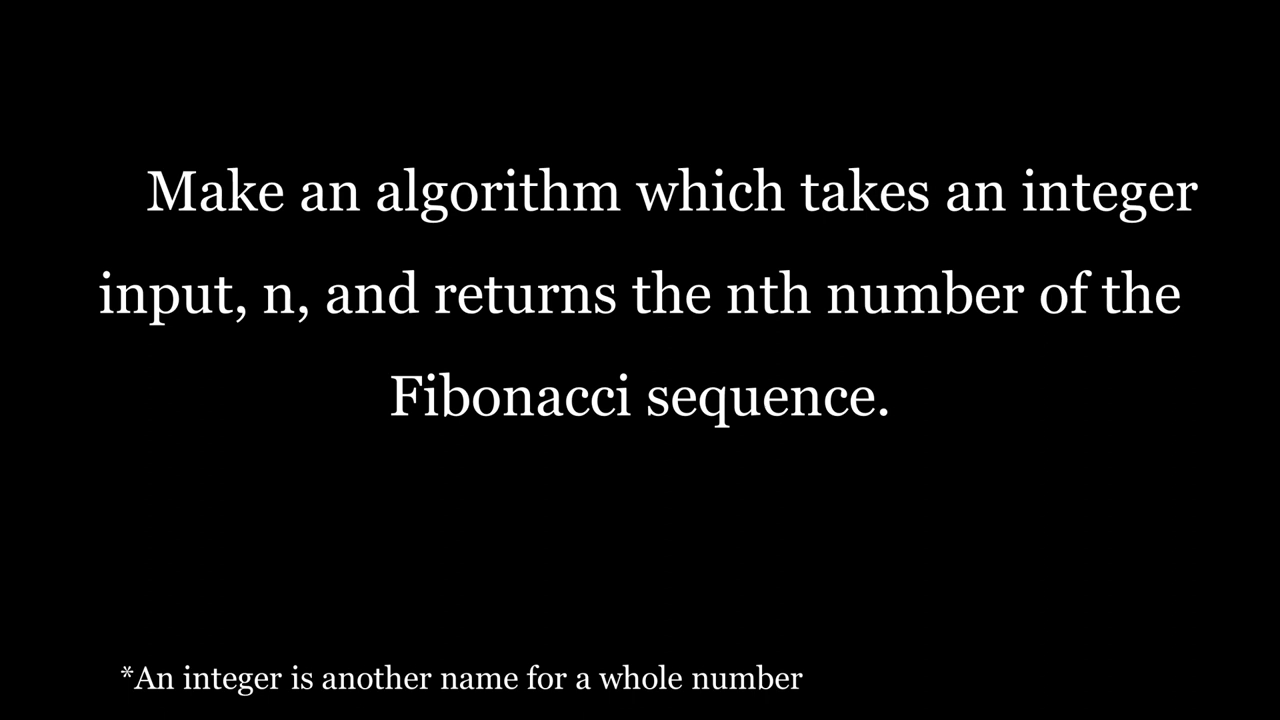 Make an algorithm which takes an integer
input, n, and returns the nth number of the
Fibonacci sequence.
*An integer is another name for a whole number